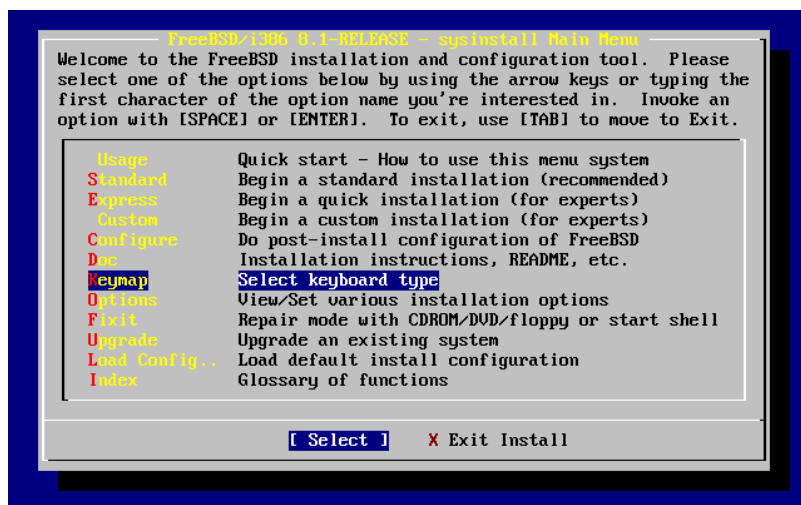 FreeBSD/i386 8.1-RELEASE - sysinstall Main Menu
Welcome to the FreeBSD installation and configuration tool.  Please
select one of the options below by using the arrow keys or typing the
first character of the option name you're interested in.  Invoke an
option with [SPACE] or [ENTER].  To exit, use [TAB] to move to Exit.
Usage Quick start - How to use this menu system
Standard Begin a standard installation (recommended)
Express Begin a quick installation (for experts)
Custom Begin a custom installation (for experts)
Configure Do post-install configuration of FreeBSD
Doc Installation instructions, README, etc.
Keymap Select keyboard type
Options View/Set various installation options
Fixit Repair mode with CDROM/DVD/floppy or start shell
Upgrade Upgrade an existing system
Load Config.. Load default install configuration
Index Glossary of functions
[ Select ] X Exit Install